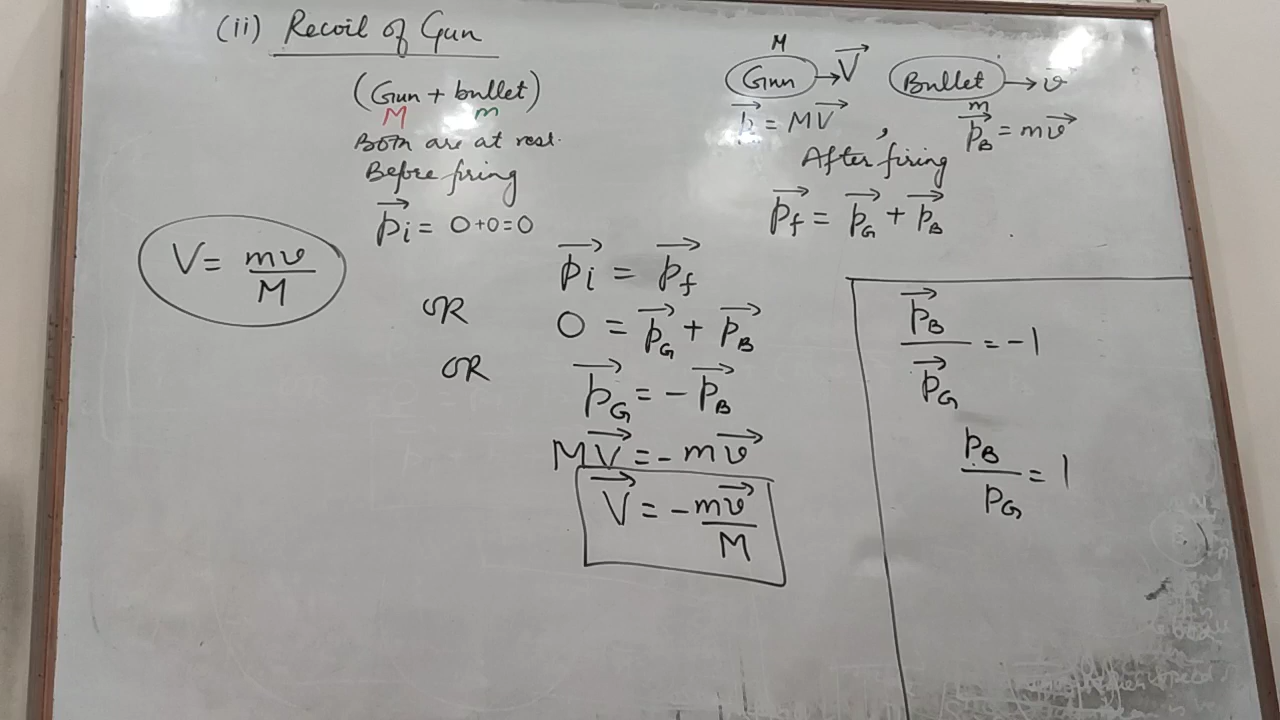 (ii) Recoil of Gun
(Gun + bullet)
M m
Both are at rest.
Before firing
p⃗i = 0+0=0
M
Gun → V⃗
p⃗ = MV⃗ ,
Bullet → v
m
p⃗B = mv⃗
After firing
p⃗f = p⃗G + p⃗B
V = mv/M
p⃗i = p⃗f
OR 0 = p⃗G + p⃗B
OR p⃗G = - p⃗B
MV⃗ = - mv⃗
V⃗ = - mv⃗/M
p⃗B/p⃗G = -1
pB/pG = 1